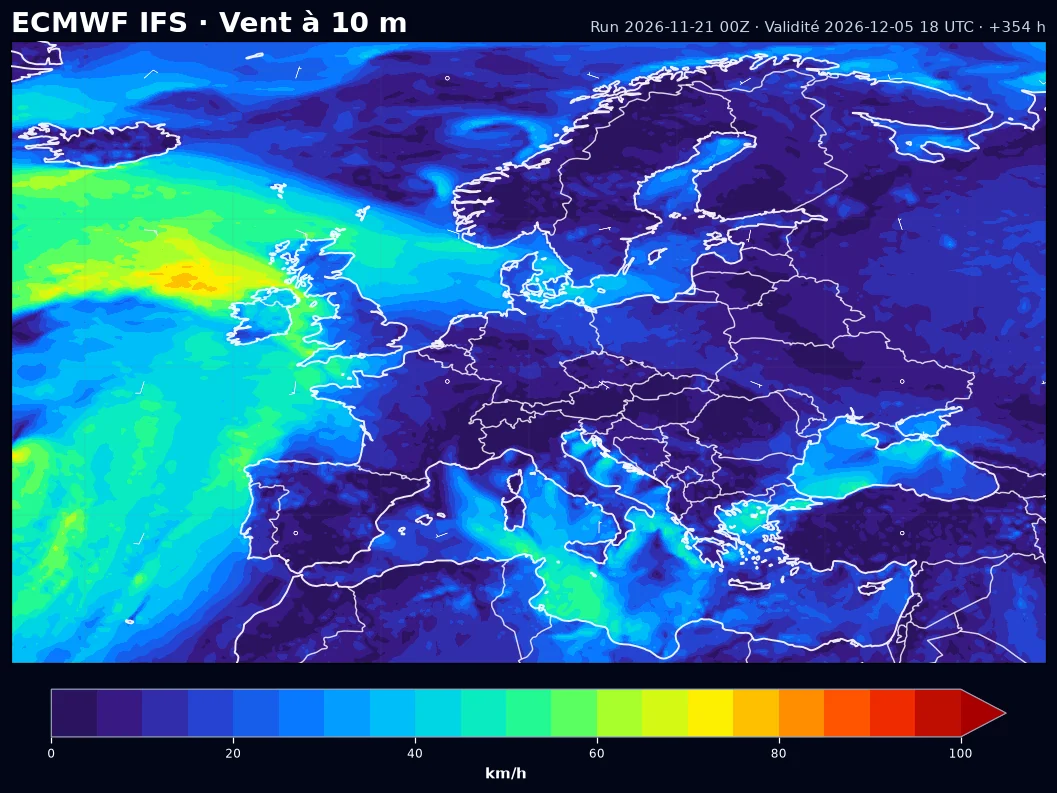 ECMWF IFS · Vent à 10 m
Run 2026-11-21 00Z · Validité 2026-12-05 18 UTC · +354 h
0 20 40 60 80 100
km/h